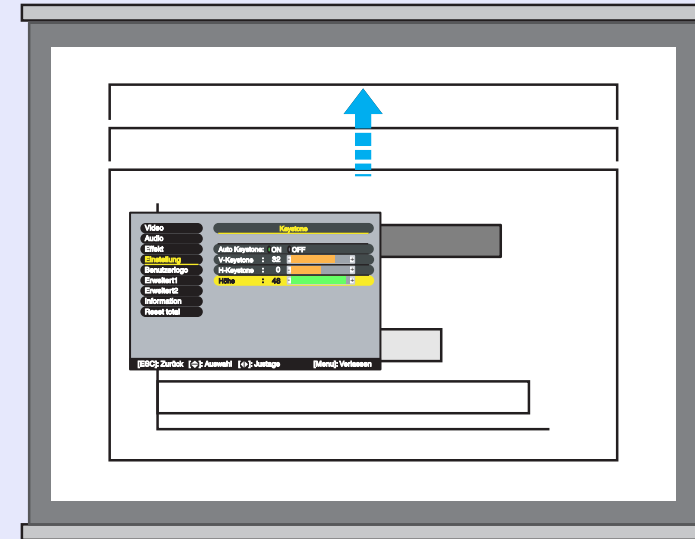 Video
Audio
Effekt
Einstellung
Benutzerlogo
Erweitert1
Erweitert2
Information
Reset total
Keystone
Auto Keystone: ON OFF
V-Keystone : 32 - +
H-Keystone : 0 - +
Höhe : 48 - +
[ESC]: Zurück [≑]: Auswahl [◁▷]: Justage [Menu]: Verlassen